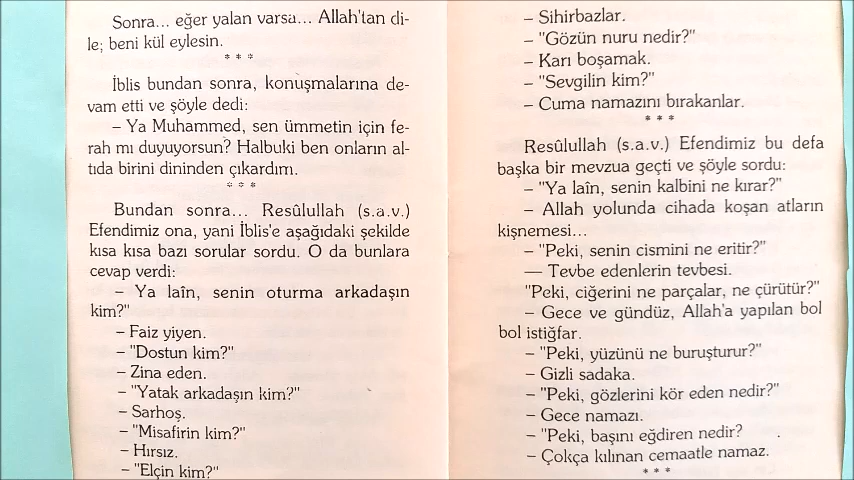 Sonra... eğer yalan varsa... Allah'tan di-
le; beni kül eylesin.
* * *
İblis bundan sonra, konuşmalarına de-
vam etti ve şöyle dedi:
– Ya Muhammed, sen ümmetin için fe-
rah mı duyuyorsun? Halbuki ben onların al-
tıda birini dininden çıkardım.
* * *
Bundan sonra... Resûlullah (s.a.v.)
Efendimiz ona, yani İblis'e aşağıdaki şekilde
kısa kısa bazı sorular sordu. O da bunlara
cevap verdi:
– Ya laîn, senin oturma arkadaşın
kim?"
– Faiz yiyen.
– "Dostun kim?"
– Zina eden.
– "Yatak arkadaşın kim?"
– Sarhoş.
– "Misafirin kim?"
– Hırsız.
– "Elçin kim?"
– Sihirbazlar.
– "Gözün nuru nedir?"
– Karı boşamak.
– "Sevgilin kim?"
– Cuma namazını bırakanlar.
* * *
Resûlullah (s.a.v.) Efendimiz bu defa
başka bir mevzua geçti ve şöyle sordu:
– "Ya laîn, senin kalbini ne kırar?"
– Allah yolunda cihada koşan atların
kişnemesi...
– "Peki, senin cismini ne eritir?"
— Tevbe edenlerin tevbesi.
"Peki, ciğerini ne parçalar, ne çürütür?"
– Gece ve gündüz, Allah'a yapılan bol
bol istiğfar.
– "Peki, yüzünü ne buruşturur?"
– Gizli sadaka.
– "Peki, gözlerini kör eden nedir?"
– Gece namazı.
– "Peki, başını eğdiren nedir?
– Çokça kılınan cemaatle namaz.
* * *